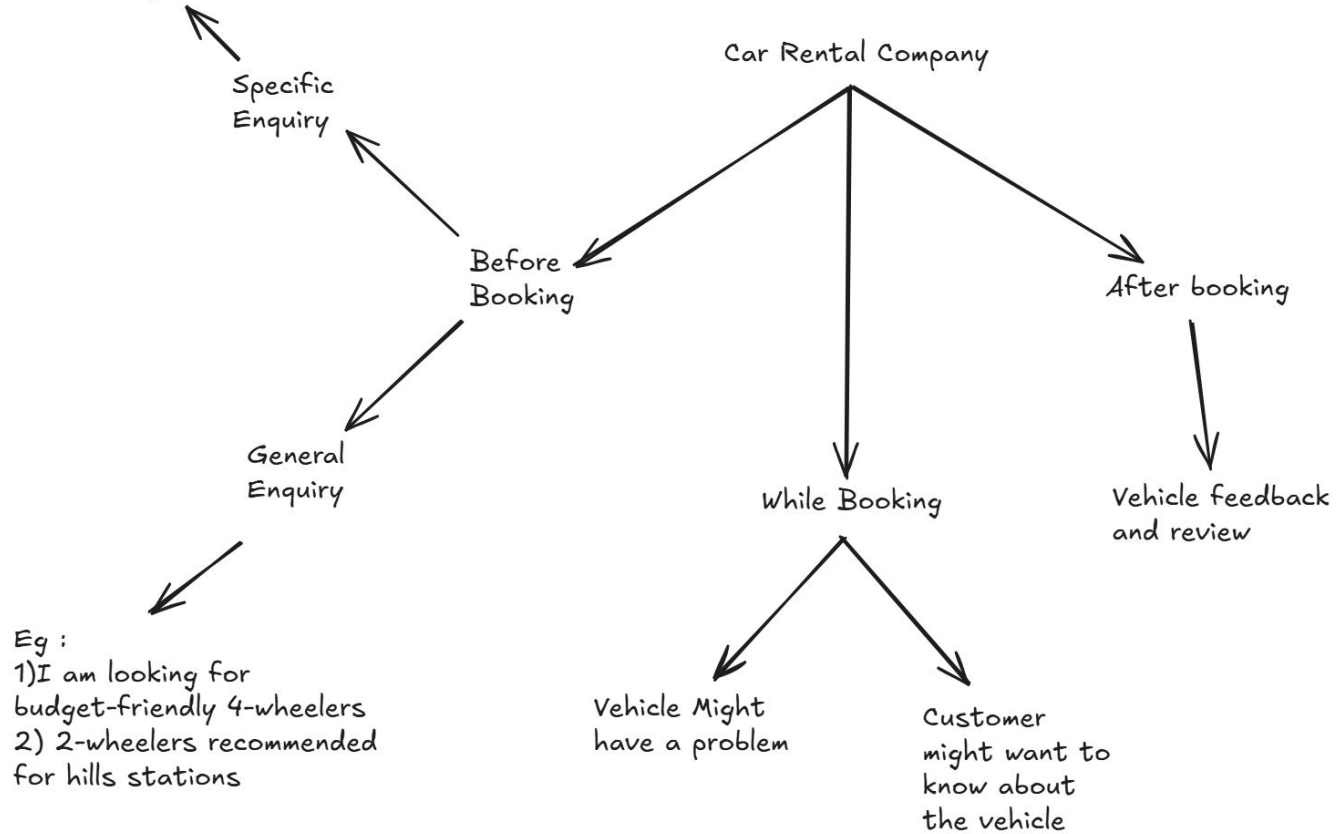 Car Rental Company
Specific
Enquiry
Before
Booking
After booking
General
Enquiry
While Booking
Vehicle feedback
and review
Eg :
1)I am looking for
budget-friendly 4-wheelers
2) 2-wheelers recommended
for hills stations
Vehicle Might
have a problem
Customer
might want to
know about
the vehicle